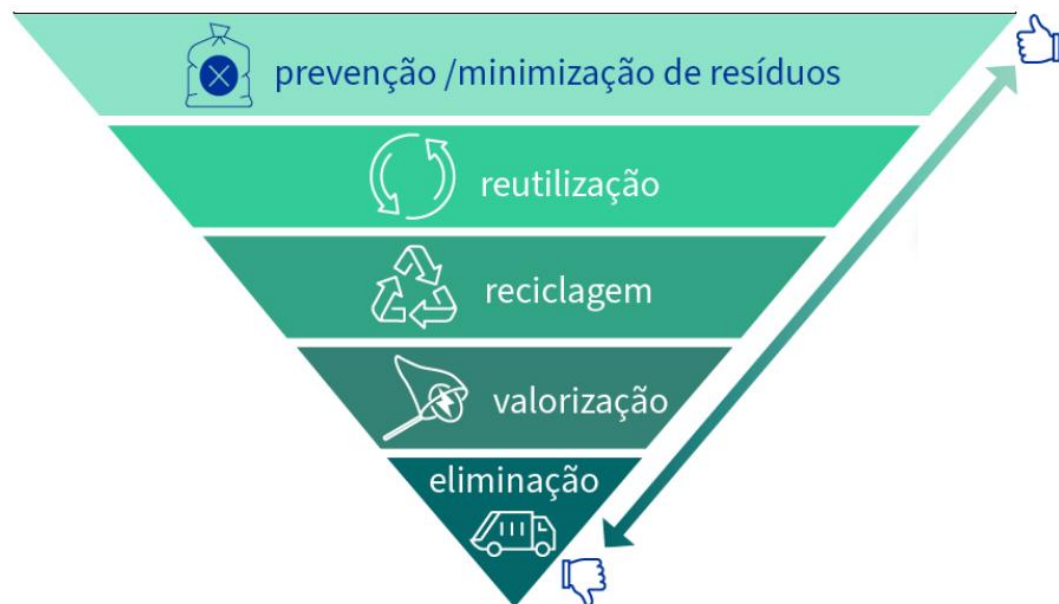 prevenção /minimização de resíduos
reutilização
reciclagem
valorização
eliminação